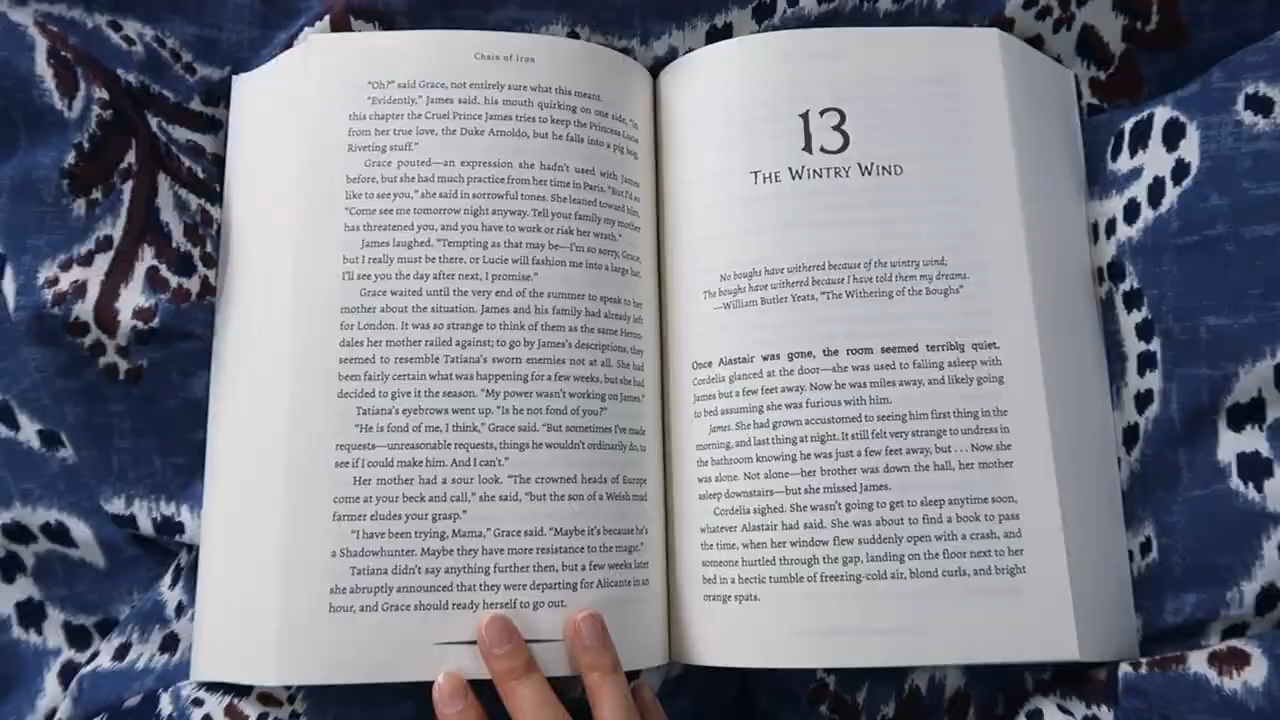 Chain of Iron
"Oh?" said Grace, not entirely sure what this meant.
"Evidently," James said, his mouth quirking on one side, "in
this chapter the Cruel Prince James tries to keep the Princess Lucie
from her true love, the Duke Arnoldo, but he falls into a pig bog.
Riveting stuff."
Grace pouted—an expression she hadn't used with James
before, but she had much practice from her time in Paris. "But I'd so
like to see you," she said in sorrowful tones. She leaned toward him,
"Come see me tomorrow night anyway. Tell your family my mother
has threatened you, and you have to work or risk her wrath."
James laughed. "Tempting as that may be—I'm so sorry, Grace,
but I really must be there, or Lucie will fashion me into a large hat.
I'll see you the day after next, I promise."
Grace waited until the very end of the summer to speak to her
mother about the situation. James and his family had already left
for London. It was so strange to think of them as the same Heron-
dales her mother railed against; to go by James's descriptions, they
seemed to resemble Tatiana's sworn enemies not at all. She had
been fairly certain what was happening for a few weeks, but she had
decided to give it the season. "My power wasn't working on James."
Tatiana's eyebrows went up. "Is he not fond of you?"
"He is fond of me, I think," Grace said. "But sometimes I've made
requests—unreasonable requests, things he wouldn't ordinarily do, to
see if I could make him. And I can't."
Her mother had a sour look. "The crowned heads of Europe
come at your beck and call," she said, "but the son of a Welsh mud
farmer eludes your grasp."
"I have been trying, Mama," Grace said. "Maybe it's because he's
a Shadowhunter. Maybe they have more resistance to the magic."
Tatiana didn't say anything further then, but a few weeks later
she abruptly announced that they were departing for Alicante in an
hour, and Grace should ready herself to go out.
13
The Wintry Wind
No boughs have withered because of the wintry wind;
The boughs have withered because I have told them my dreams.
—William Butler Yeats, "The Withering of the Boughs"
Once Alastair was gone, the room seemed terribly quiet.
Cordelia glanced at the door—she was used to falling asleep with
James but a few feet away. Now he was miles away, and likely going
to bed assuming she was furious with him.
James. She had grown accustomed to seeing him first thing in the
morning, and last thing at night. It still felt very strange to undress in
the bathroom knowing he was just a few feet away, but . . . Now she
was alone. Not alone—her brother was down the hall, her mother
asleep downstairs—but she missed James.
Cordelia sighed. She wasn't going to get to sleep anytime soon,
whatever Alastair had said. She was about to find a book to pass
the time, when her window flew suddenly open with a crash, and
someone hurtled through the gap, landing on the floor next to her
bed in a hectic tumble of freezing-cold air, blond curls, and bright
orange spats.